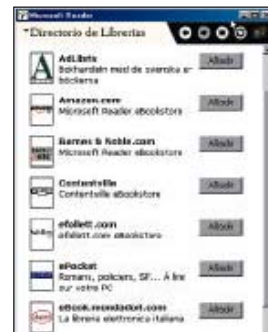 Microsoft Reader
Directorio de Librerías
AdLibris
Bokhandeln med de svenska e-
böckerna
Añadir
Amazon.com
Microsoft Reader eBookstore
Añadir
Barnes & Noble.com
Microsoft Reader eBookstore
Añadir
Contentville
Contentville eBookstore
Añadir
efollett.com
efollett.com eBookstore
Añadir
ePocket
Romans, policiers, SF... À lire
sur votre PC
Añadir
eBook.mondadori.com
La libreria elettronica italiana
Añadir